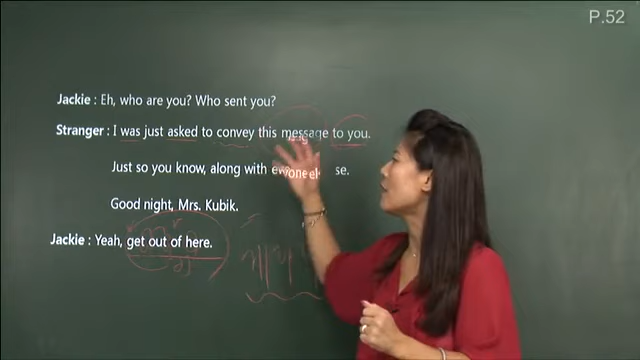 P.52
Jackie : Eh, who are you? Who sent you?
Stranger : I was just asked to convey this message to you.
Just so you know, along with
Good night, Mrs. Kubik.
Jackie : Yeah, get out of here.